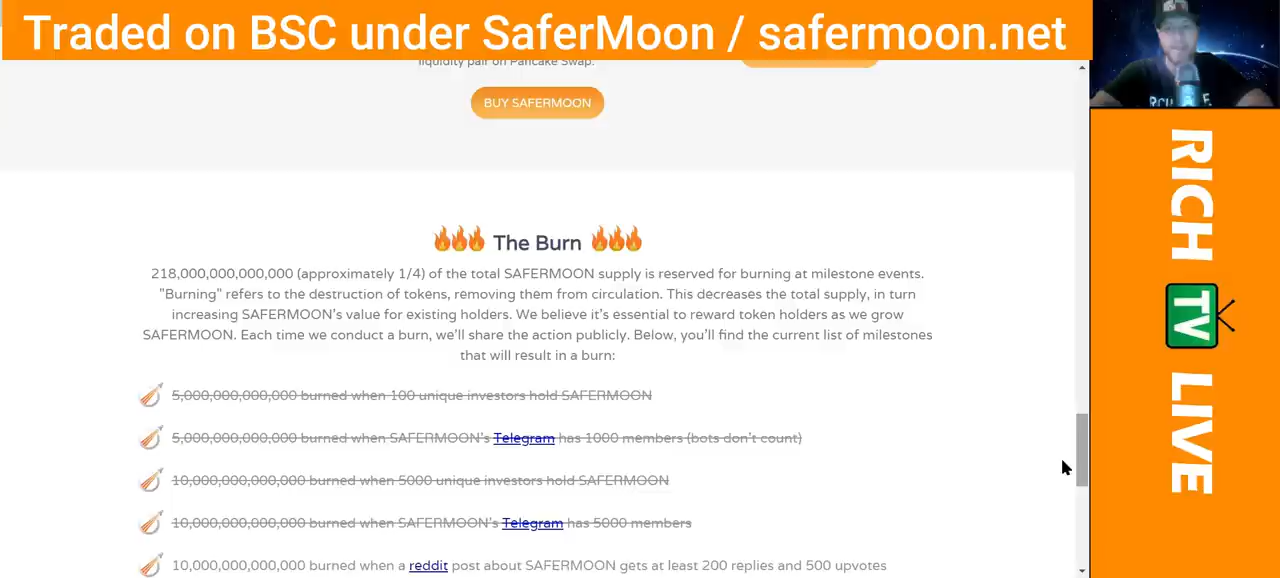 Traded on BSC under SaferMoon / safermoon.net
liquidity pair on Pancake Swap.
BUY SAFERMOON
The Burn
218,000,000,000,000 (approximately 1/4) of the total SAFERMOON supply is reserved for burning at milestone events.
"Burning" refers to the destruction of tokens, removing them from circulation. This decreases the total supply, in turn
increasing SAFERMOON's value for existing holders. We believe it's essential to reward token holders as we grow
SAFERMOON. Each time we conduct a burn, we'll share the action publicly. Below, you'll find the current list of milestones
that will result in a burn:
5,000,000,000,000 burned when 100 unique investors hold SAFERMOON
5,000,000,000,000 burned when SAFERMOON's Telegram has 1000 members (bots don't count)
10,000,000,000,000 burned when 5000 unique investors hold SAFERMOON
10,000,000,000,000 burned when SAFERMOON's Telegram has 5000 members
10,000,000,000,000 burned when a reddit post about SAFERMOON gets at least 200 replies and 500 upvotes
RICH
TV
LIVE